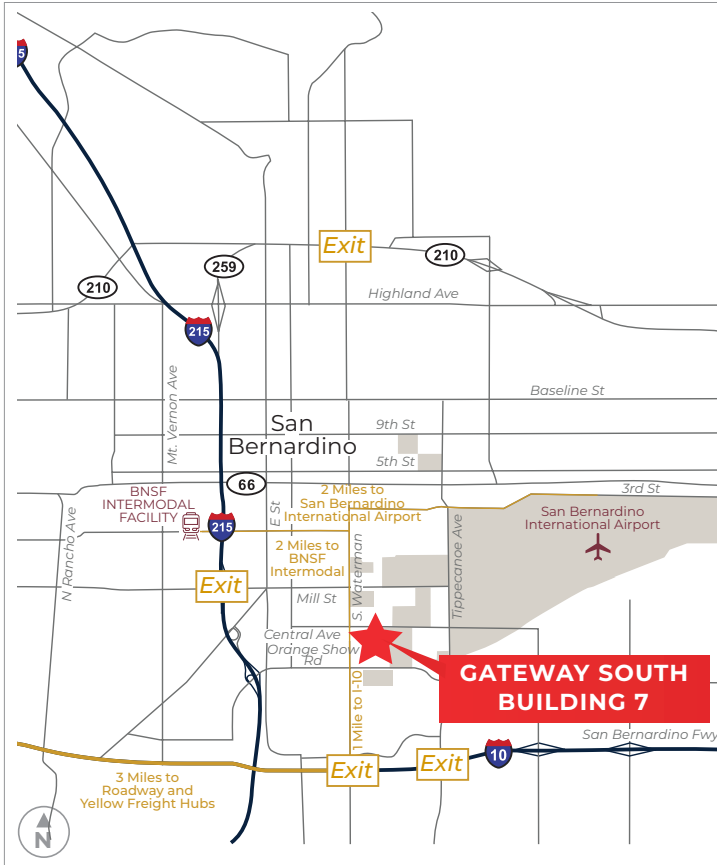 5
Exit
210
259
210
Highland Ave
215
Mt. Vernon Ave
Baseline St
San
Bernardino
9th St
5th St
66
3rd St
BNSF
INTERMODAL
FACILITY
2 Miles to
San Bernardino
International Airport
San Bernardino
International Airport
N Rancho Ave
215
E St
2 Miles to
BNSF
Intermodal
S. Waterman
Tippecanoe Ave
Exit
Mill St
Central Ave
Orange Show
Rd
GATEWAY SOUTH
BUILDING 7
1 Mile to I-10
San Bernardino Fwy
10
Exit
Exit
3 Miles to
Roadway and
Yellow Freight Hubs
N